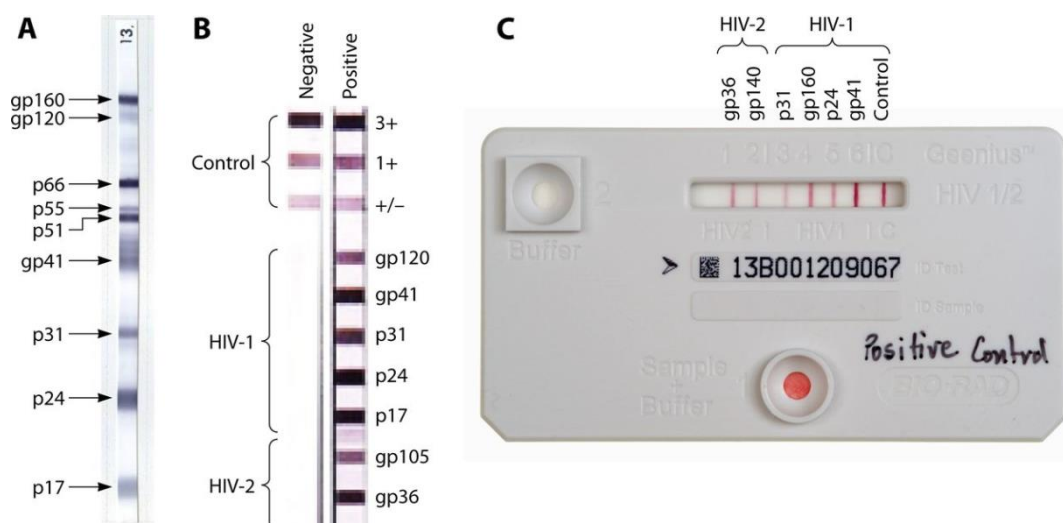 A
13.
gp160
gp120
p66
p55
p51
gp41
p31
p24
p17
B
Negative
Positive
Control
3+
1+
+/−
HIV-1
gp120
gp41
p31
p24
p17
HIV-2
gp105
gp36
C
HIV-2
HIV-1
gp36
gp140
p31
gp160
p24
gp41
Control
1 2 3 4 5 6 C
Geenius™
2
HIV 1/2
Buffer
HIV2 HIV1 C
13B001209067
ID Test
ID Sample
Positive Control
Sample
+
Buffer
1
BIO-RAD